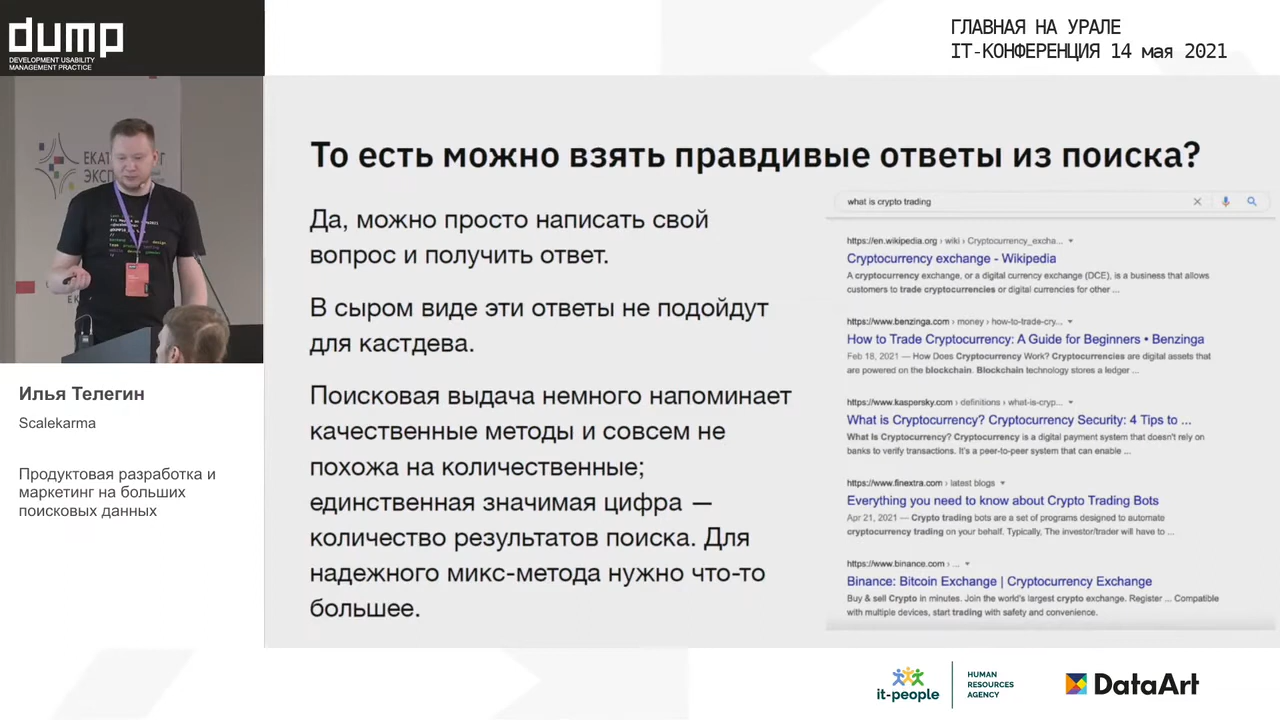 dump
DEVELOPMENT USABILITY
MANAGEMENT PRACTICE
ГЛАВНАЯ НА УРАЛЕ
IT-КОНФЕРЕНЦИЯ 14 мая 2021
Илья Телегин
Scalekarma
Продуктовая разработка и
маркетинг на больших
поисковых данных
То есть можно взять правдивые ответы из поиска?
Да, можно просто написать свой
вопрос и получить ответ.
В сыром виде эти ответы не подойдут
для кастдева.
Поисковая выдача немного напоминает
качественные методы и совсем не
похожа на количественные;
единственная значимая цифра —
количество результатов поиска. Для
надежного микс-метода нужно что-то
большее.
what is crypto trading
https://en.wikipedia.org › wiki › Cryptocurrency_excha...
Cryptocurrency exchange - Wikipedia
A cryptocurrency exchange, or a digital currency exchange (DCE), is a business that allows
customers to trade cryptocurrencies or digital currencies for other ...
https://www.benzinga.com › money › how-to-trade-cry...
How to Trade Cryptocurrency: A Guide for Beginners • Benzinga
Feb 18, 2021 — How Does Cryptocurrency Work? Cryptocurrencies are digital assets that
are powered on the blockchain. Blockchain technology stores a ledger ...
https://www.kaspersky.com › definitions › what-is-cryp...
What is Cryptocurrency? Cryptocurrency Security: 4 Tips to ...
What Is Cryptocurrency? Cryptocurrency is a digital payment system that doesn't rely on
banks to verify transactions. It's a peer-to-peer system that can enable ...
https://www.finextra.com › latest blogs
Everything you need to know about Crypto Trading Bots
Apr 21, 2021 — Crypto trading bots are a set of programs designed to automate
cryptocurrency trading on your behalf. Typically, The investor/trader will have to ...
https://www.binance.com › ...
Binance: Bitcoin Exchange | Cryptocurrency Exchange
Buy & sell Crypto in minutes. Join the world's largest crypto exchange. Register ... Compatible
with multiple devices, start trading with safety and convenience.
it-people
HUMAN
RESOURCES
AGENCY
DataArt